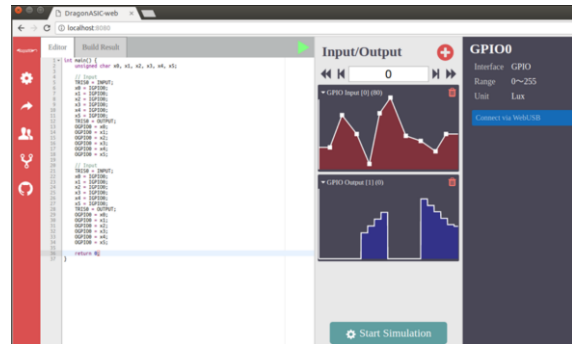 DragonASIC-web
localhost:8080
Editor
Build Result
int main() {
unsigned char x0, x1, x2, x3, x4, x5;
// Input
TRIS0 = INPUT;
x0 = IGPIO0;
x1 = IGPIO0;
x2 = IGPIO0;
x3 = IGPIO0;
x4 = IGPIO0;
x5 = IGPIO0;
TRIS0 = OUTPUT;
OGPIO0 = x0;
OGPIO0 = x1;
OGPIO0 = x2;
OGPIO0 = x3;
OGPIO0 = x4;
OGPIO0 = x5;
// Input
TRIS0 = INPUT;
x0 = IGPIO0;
x1 = IGPIO0;
x2 = IGPIO0;
x3 = IGPIO0;
x4 = IGPIO0;
x5 = IGPIO0;
TRIS0 = OUTPUT;
OGPIO0 = x0;
OGPIO0 = x1;
OGPIO0 = x2;
OGPIO0 = x3;
OGPIO0 = x4;
OGPIO0 = x5;
return 0;
}
Input/Output
0
GPIO Input [0] (80)
GPIO Output [1] (0)
Start Simulation
GPIO0
Interface GPIO
Range 0~255
Unit Lux
Connect via WebUSB